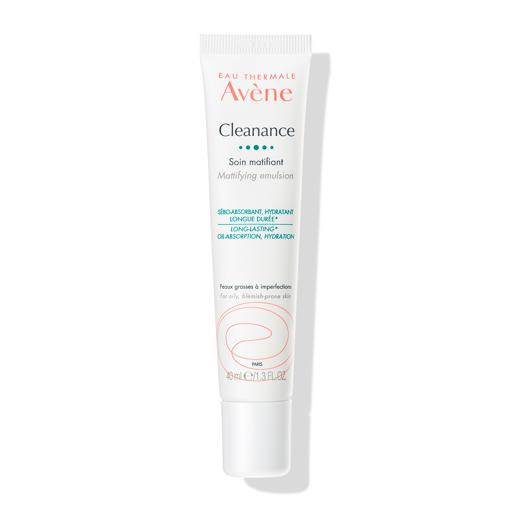 EAU THERMALE
Avène
Cleanance
Soin matifiant
Mattifying emulsion
SÉBO-ABSORBANT, HYDRATANT
LONGUE DURÉE*
LONG-LASTING*
OIL-ABSORPTION, HYDRATION
Peaux grasses à imperfections
For oily, blemish-prone skin
PARIS
40 ml ℮/1.3 FL.OZ.